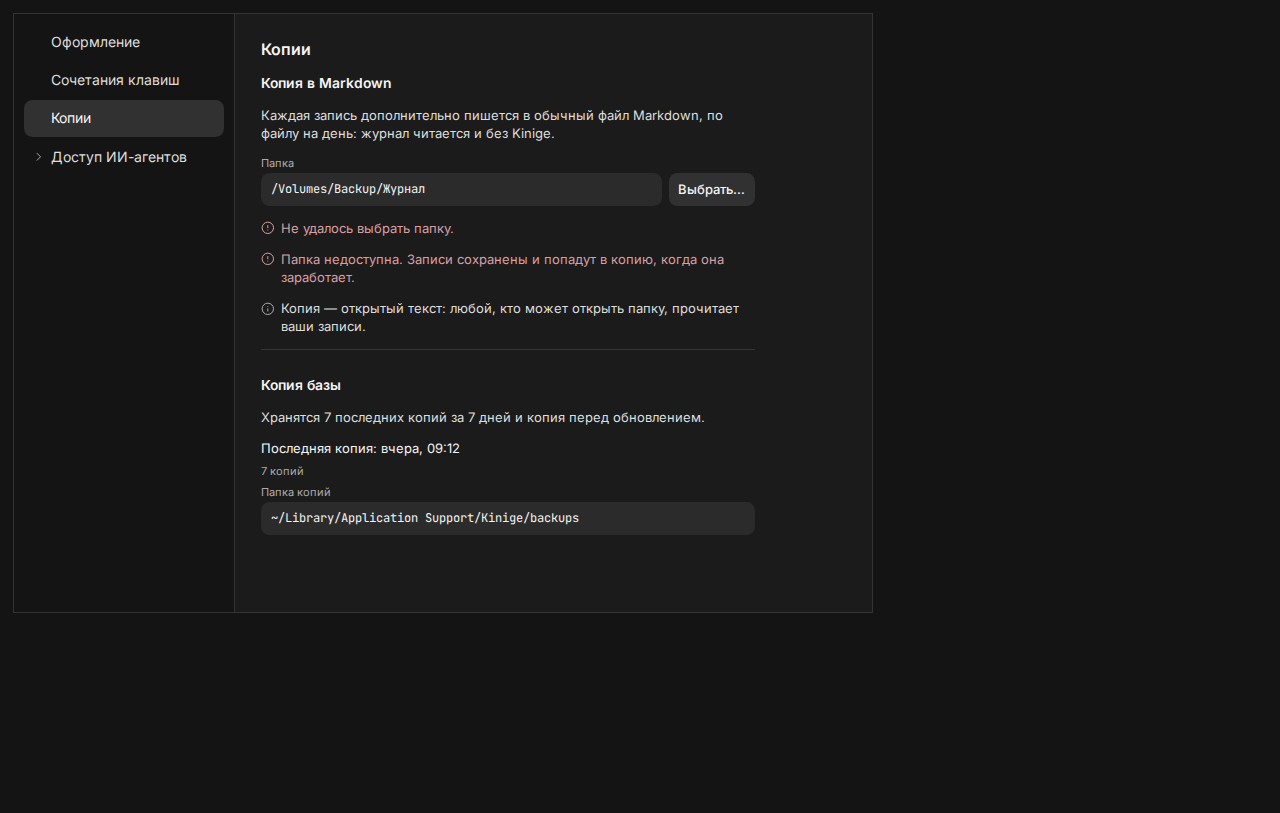 Оформление
Сочетания клавиш
Копии
Доступ ИИ-агентов
Копии
Копия в Markdown
Каждая запись дополнительно пишется в обычный файл Markdown, по
файлу на день: журнал читается и без Kinige.
Папка
/Volumes/Backup/Журнал
Выбрать…
Не удалось выбрать папку.
Папка недоступна. Записи сохранены и попадут в копию, когда она
заработает.
Копия — открытый текст: любой, кто может открыть папку, прочитает
ваши записи.
Копия базы
Хранятся 7 последних копий за 7 дней и копия перед обновлением.
Последняя копия: вчера, 09:12
7 копий
Папка копий
~/Library/Application Support/Kinige/backups